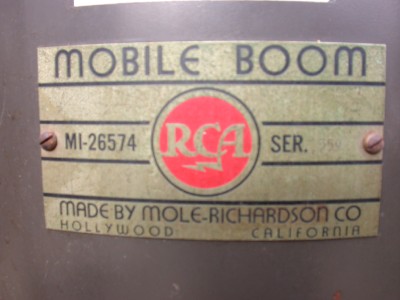 MOBILE BOOM
MI-26574 RCA SER.
MADE BY MOLE-RICHARDSON CO
HOLLYWOOD CALIFORNIA